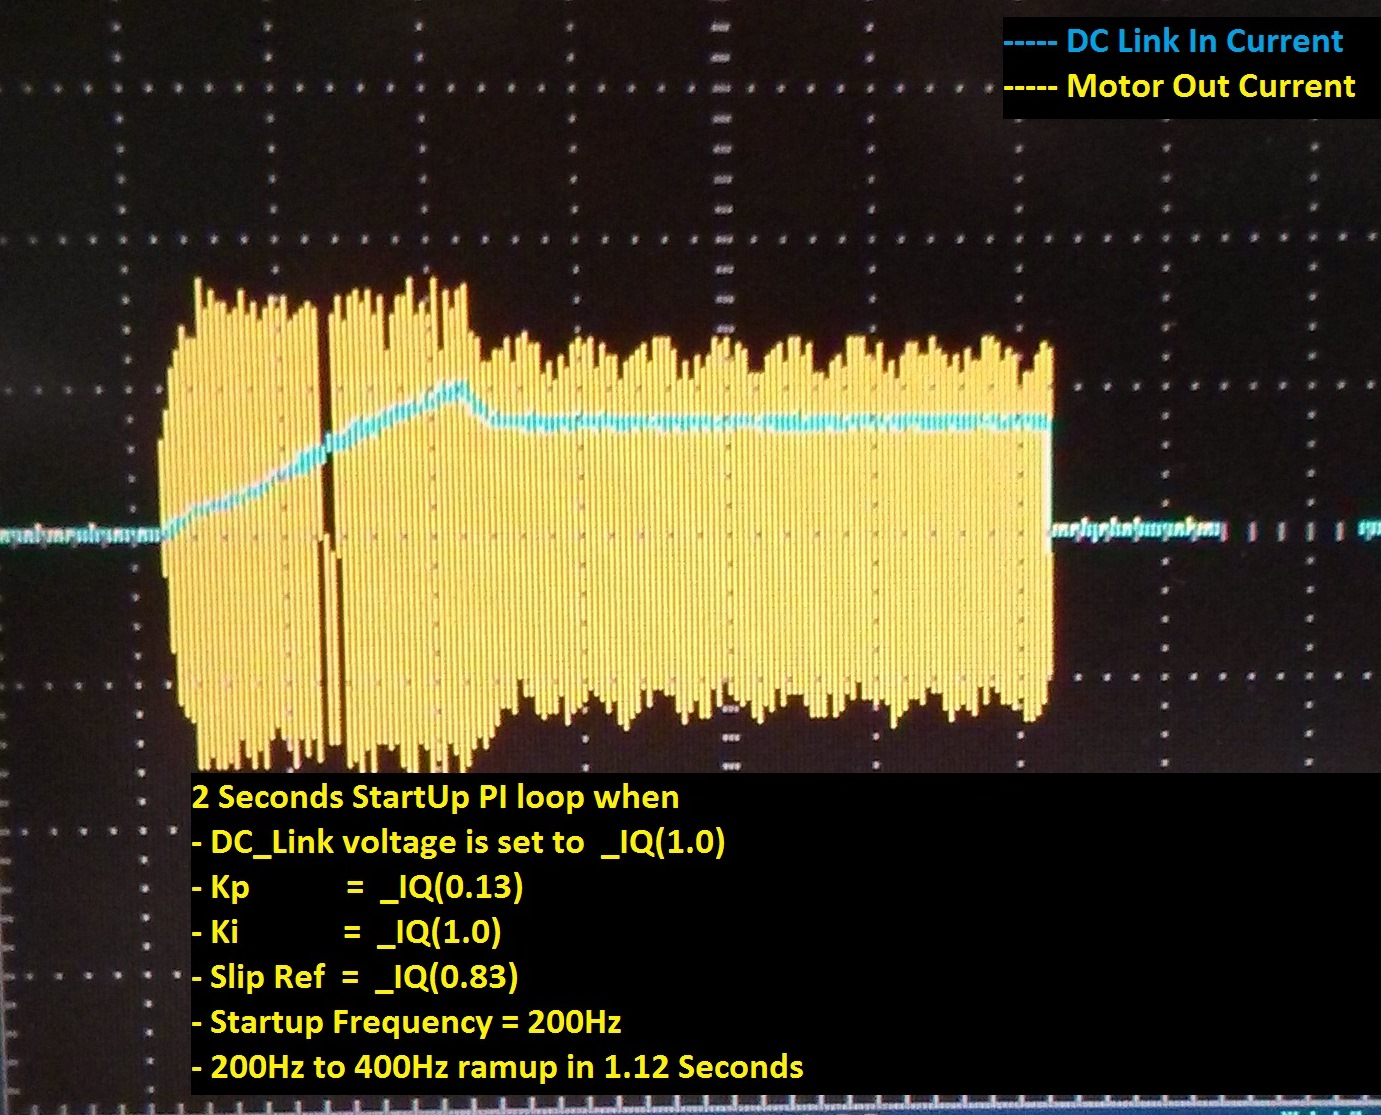 ----- DC Link In Current
----- Motor Out Current
2 Seconds StartUp PI loop when
- DC_Link voltage is set to _IQ(1.0)
- Kp = _IQ(0.13)
- Ki = _IQ(1.0)
- Slip Ref = _IQ(0.83)
- Startup Frequency = 200Hz
- 200Hz to 400Hz ramup in 1.12 Seconds